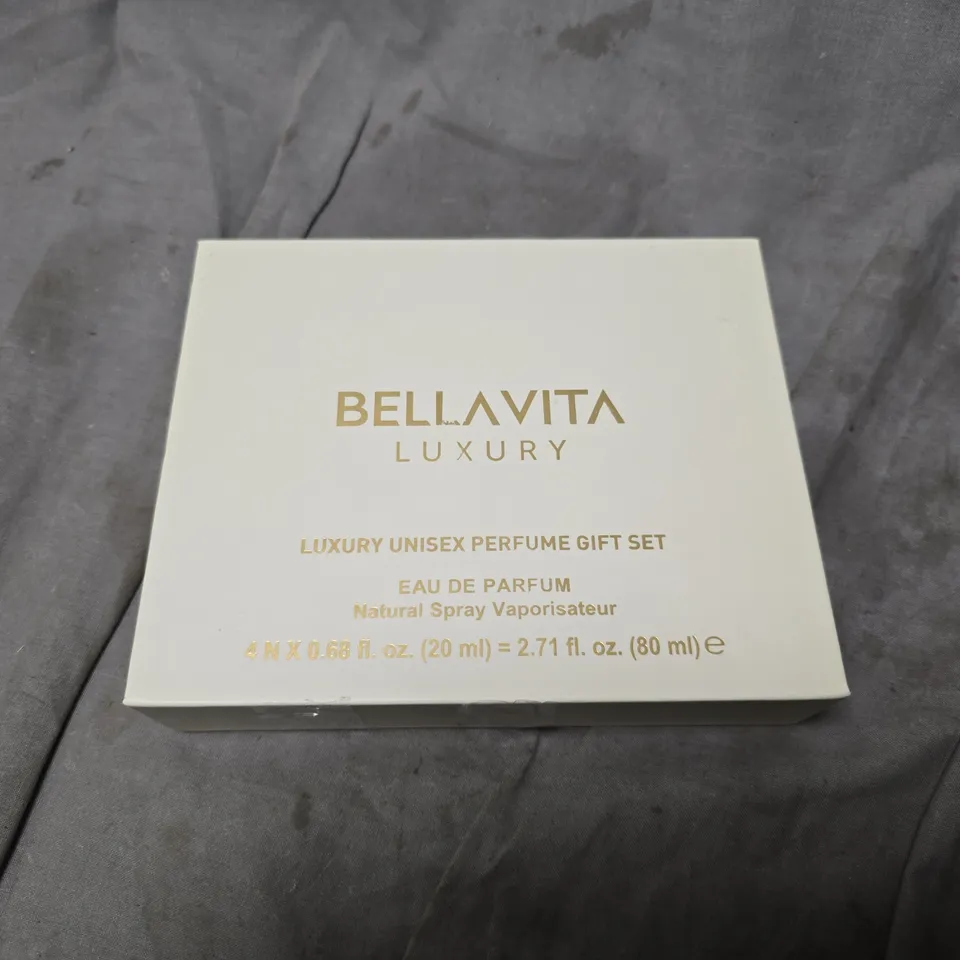 BELLAVITA
LUXURY
LUXURY UNISEX PERFUME GIFT SET
EAU DE PARFUM
Natural Spray Vaporisateur
4 N X 0.68 fl. oz. (20 ml) = 2.71 fl. oz. (80 ml) ℮